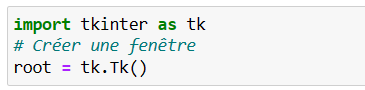 import tkinter as tk
# Créer une fenêtre
root = tk.Tk()